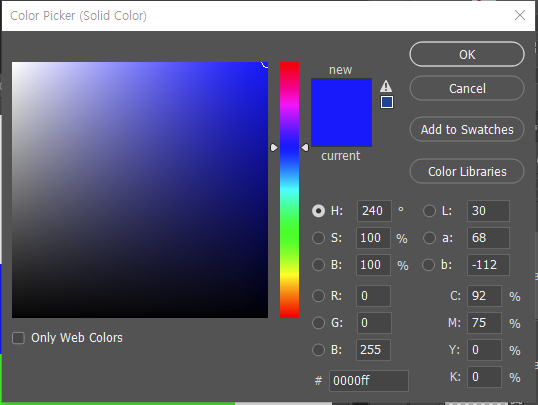 Color Picker (Solid Color)
new
current
OK
Cancel
Add to Swatches
Color Libraries
H: 240 ° L: 30
S: 100 % a: 68
B: 100 % b: -112
R: 0 C: 92 %
G: 0 M: 75 %
B: 255 Y: 0 %
# 0000ff K: 0 %
Only Web Colors